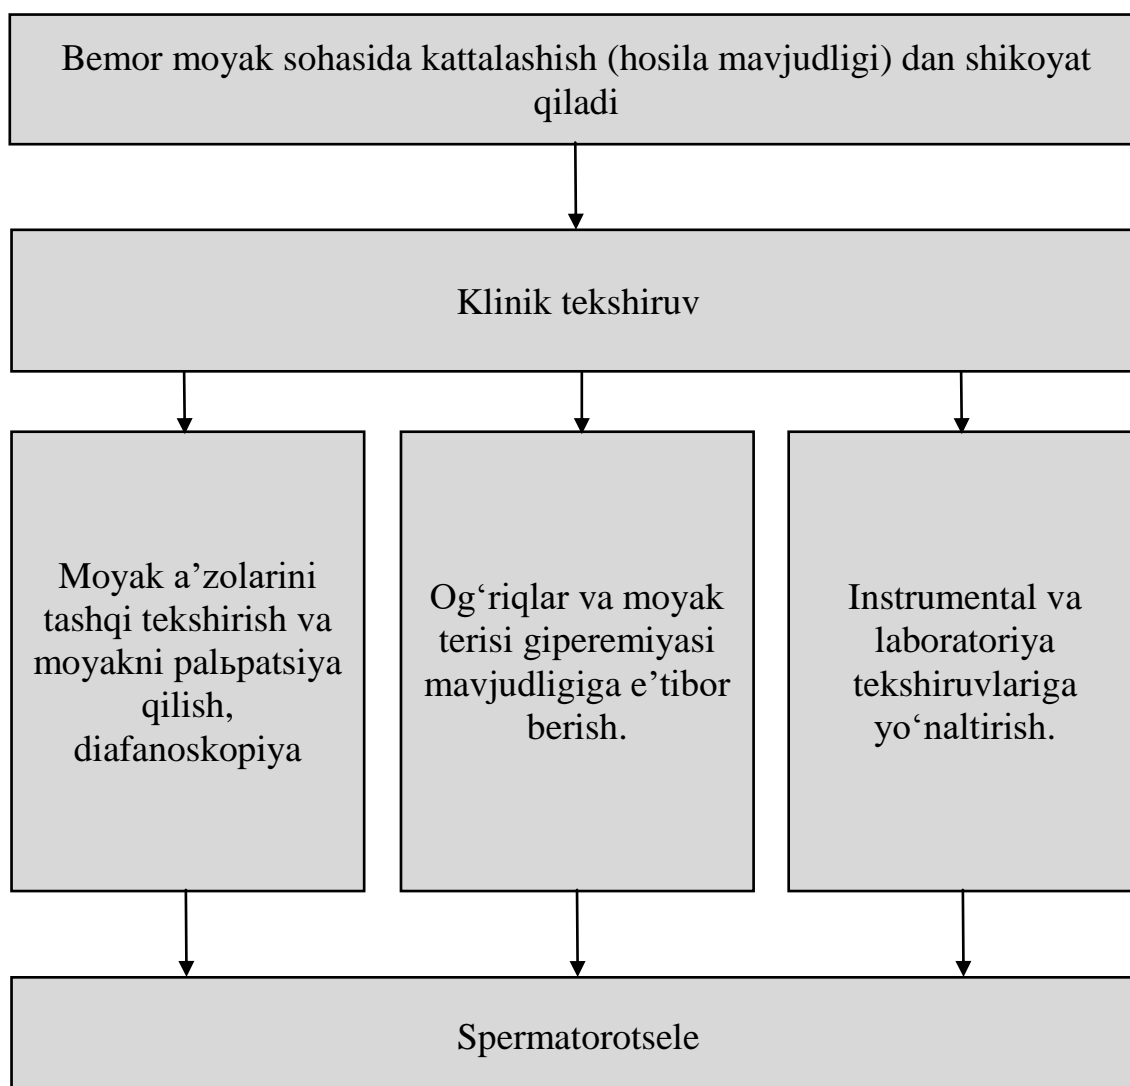 Bemor moyak sohasida kattalashish (hosila mavjudligi) dan shikoyat
qiladi
Klinik tekshiruv
Moyak a’zolarini
tashqi tekshirish va
moyakni palьpatsiya
qilish,
diafanoskopiya
Og‘riqlar va moyak
terisi giperemiyasi
mavjudligiga e’tibor
berish.
Instrumental va
laboratoriya
tekshiruvlariga
yo‘naltirish.
Spermatorotsele